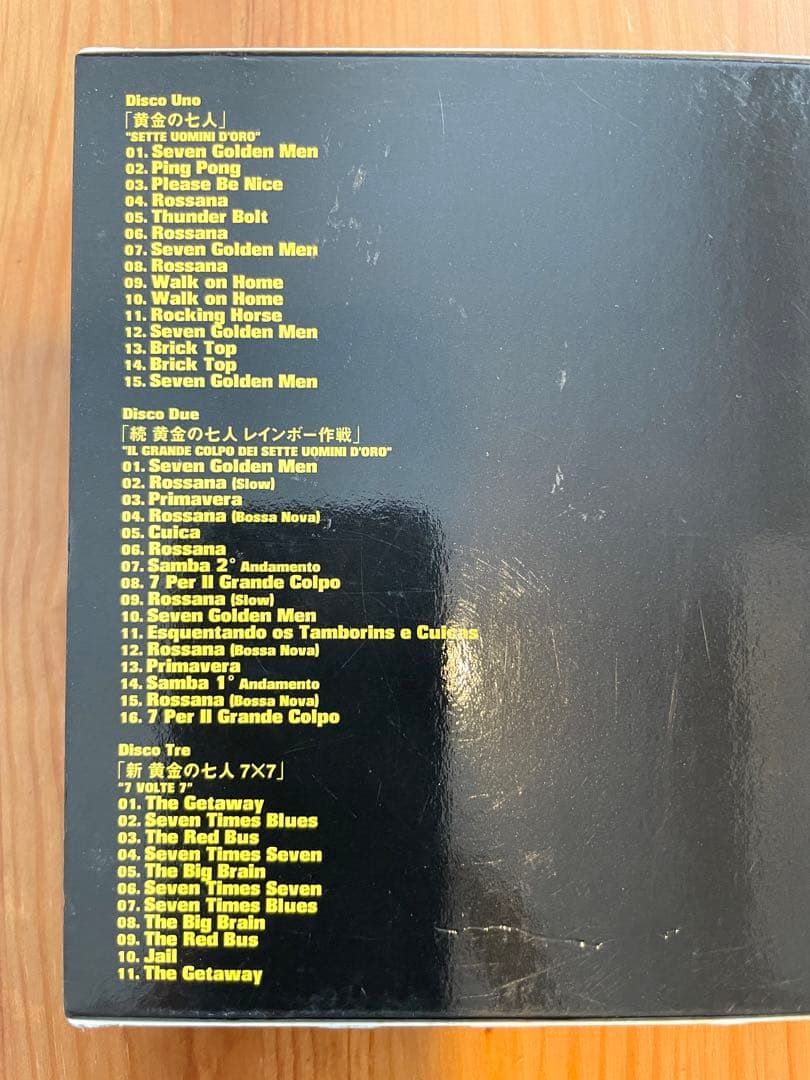 Disco Uno
「黄金の七人」
"SETTE UOMINI D'ORO"
01. Seven Golden Men
02. Ping Pong
03. Please Be Nice
04. Rossana
05. Thunder Bolt
06. Rossana
07. Seven Golden Men
08. Rossana
09. Walk on Home
10. Walk on Home
11. Rocking Horse
12. Seven Golden Men
13. Brick Top
14. Brick Top
15. Seven Golden Men
Disco Due
「続 黄金の七人 レインボー作戦」
"IL GRANDE COLPO DEI SETTE UOMINI D'ORO"
01. Seven Golden Men
02. Rossana (Slow)
03. Primavera
04. Rossana (Bossa Nova)
05. Cuica
06. Rossana
07. Samba 2° Andamento
08. 7 Per Il Grande Colpo
09. Rossana (Slow)
10. Seven Golden Men
11. Esquentando os Tamborins e Cuicas
12. Rossana (Bossa Nova)
13. Primavera
14. Samba 1° Andamento
15. Rossana (Bossa Nova)
16. 7 Per Il Grande Colpo
Disco Tre
「新 黄金の七人 7×7」
"7 VOLTE 7"
01. The Getaway
02. Seven Times Blues
03. The Red Bus
04. Seven Times Seven
05. The Big Brain
06. Seven Times Seven
07. Seven Times Blues
08. The Big Brain
09. The Red Bus
10. Jail
11. The Getaway